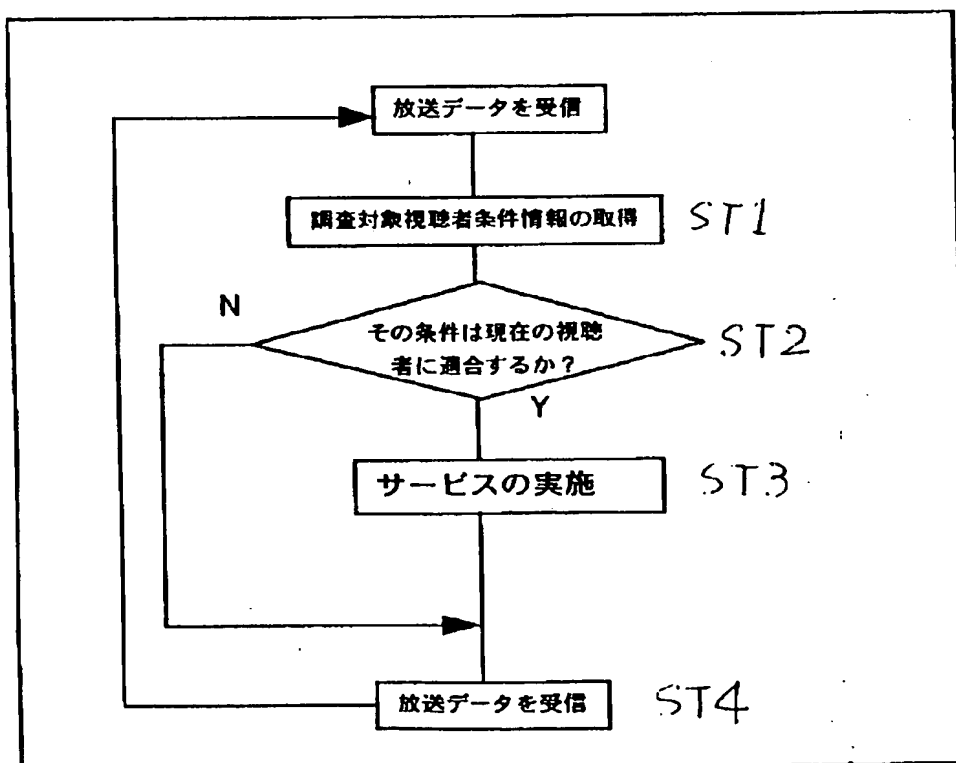 放送データを受信
調査対象視聴者条件情報の取得
ST1
N
その条件は現在の視聴
者に適合するか?
ST2
Y
サービスの実施
ST3
放送データを受信
ST4